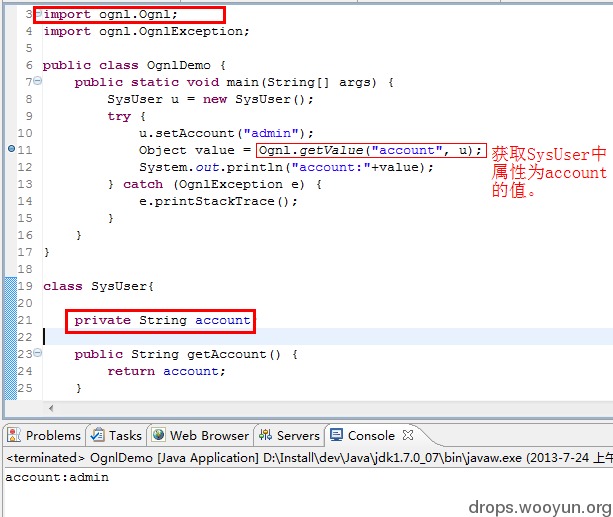 3 import ognl.Ognl;
4 import ognl.OgnlException;
5
6 public class OgnlDemo {
7 public static void main(String[] args) {
8 SysUser u = new SysUser();
9 try {
10 u.setAccount("admin");
11 Object value = Ognl.getValue("account", u);
12 System.out.println("account:"+value);
13 } catch (OgnlException e) {
14 e.printStackTrace();
15 }
16 }
17 }
18
19 class SysUser{
20
21 private String account
22
23 public String getAccount() {
24 return account;
25 }
获取SysUser中
属性为account
的值。
Problems Tasks Web Browser Servers Console
<terminated> OgnlDemo [Java Application] D:\Install\dev\Java\jdk1.7.0_07\bin\javaw.exe (2013-7-24 上午
account:admin
drops.wooyun.org